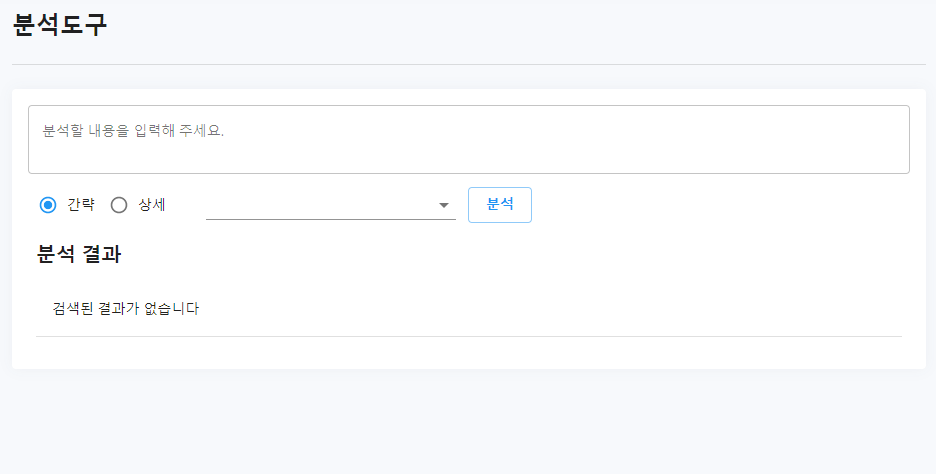 분석도구
분석할 내용을 입력해 주세요.
간략 상세 분석
분석 결과
검색된 결과가 없습니다